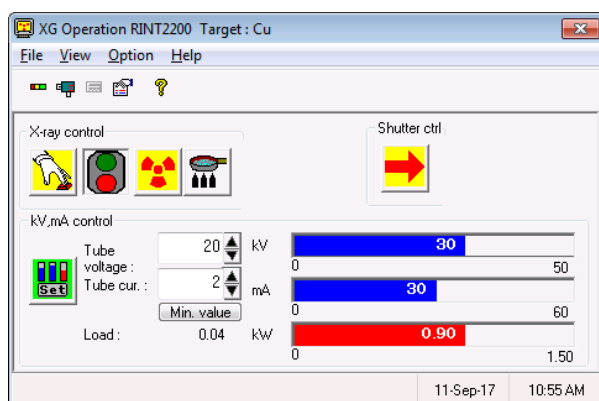 XG Operation RINT2200 Target : Cu
File View Option Help
X-ray control
Shutter ctrl
kV,mA control
Set
Tube voltage :
20
kV
30
0
50
Tube cur. :
2
mA
30
0
60
Min. value
Load :
0.04
kW
0.90
0
1.50
11-Sep-17
10:55 AM